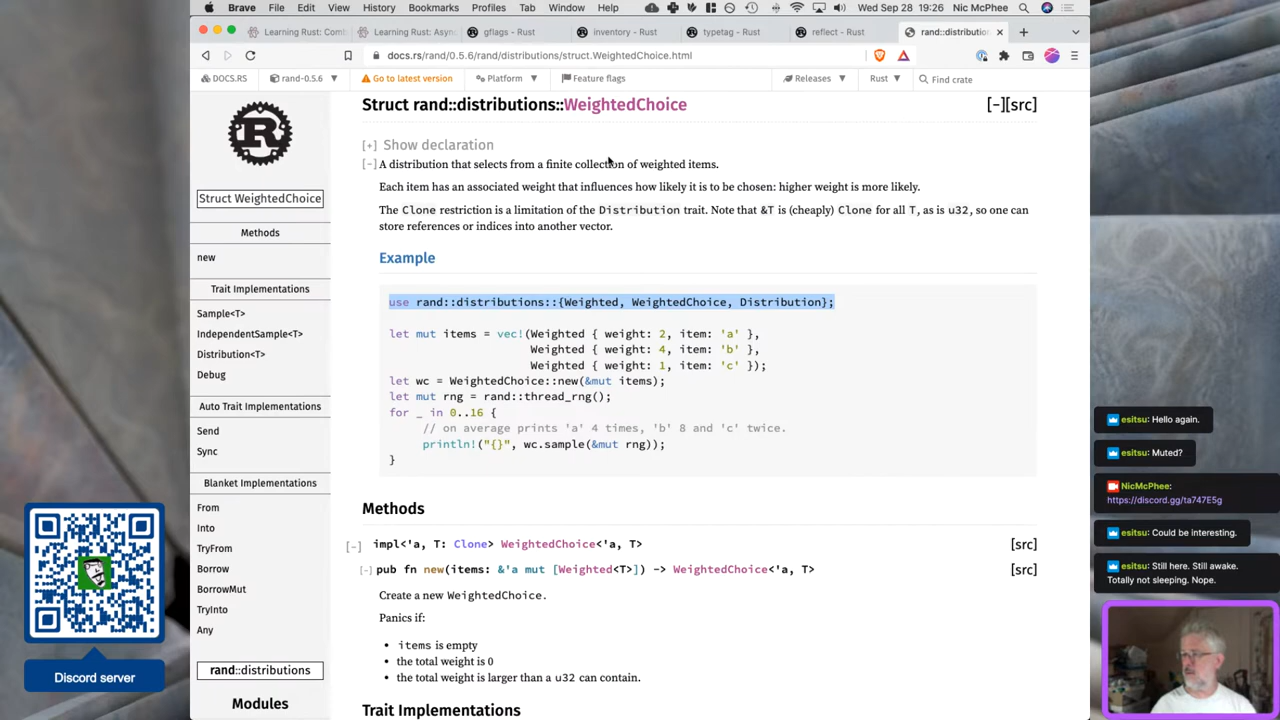 Brave File Edit View History Bookmarks Profiles Tab Window Help Wed Sep 28 19:26 Nic McPhee
Learning Rust: Comb
Learning Rust: Asyn
gflags - Rust
inventory - Rust
typetag - Rust
reflect - Rust
rand::distribution
docs.rs/rand/0.5.6/rand/distributions/struct.WeightedChoice.html
DOCS.RS
rand-0.5.6
Go to latest version
Platform
Feature flags
Releases
Rust
Find crate
Struct WeightedChoice
Methods
new
Trait Implementations
Sample<T>
IndependentSample<T>
Distribution<T>
Debug
Auto Trait Implementations
Send
Sync
Blanket Implementations
From
Into
TryFrom
Borrow
BorrowMut
TryInto
Any
rand::distributions
Modules
Struct rand::distributions::WeightedChoice
[-][src]
[+] Show declaration
[-] A distribution that selects from a finite collection of weighted items.
Each item has an associated weight that influences how likely it is to be chosen: higher weight is more likely.
The Clone restriction is a limitation of the Distribution trait. Note that &T is (cheaply) Clone for all T, as is u32, so one can
store references or indices into another vector.
Example
use rand::distributions::{Weighted, WeightedChoice, Distribution};
let mut items = vec!(Weighted { weight: 2, item: 'a' },
Weighted { weight: 4, item: 'b' },
Weighted { weight: 1, item: 'c' });
let wc = WeightedChoice::new(&mut items);
let mut rng = rand::thread_rng();
for _ in 0..16 {
// on average prints 'a' 4 times, 'b' 8 and 'c' twice.
println!("{}", wc.sample(&mut rng));
}
Methods
[-] impl<'a, T: Clone> WeightedChoice<'a, T> [src]
[-] pub fn new(items: &'a mut [Weighted<T>]) -> WeightedChoice<'a, T> [src]
Create a new WeightedChoice.
Panics if:
• items is empty
• the total weight is 0
• the total weight is larger than a u32 can contain.
Trait Implementations
esitsu: Hello again.
esitsu: Muted?
NicMcPhee:
https://discord.gg/ta747E5g
esitsu: Could be interesting.
esitsu: Still here. Still awake.
Totally not sleeping. Nope.
Discord server